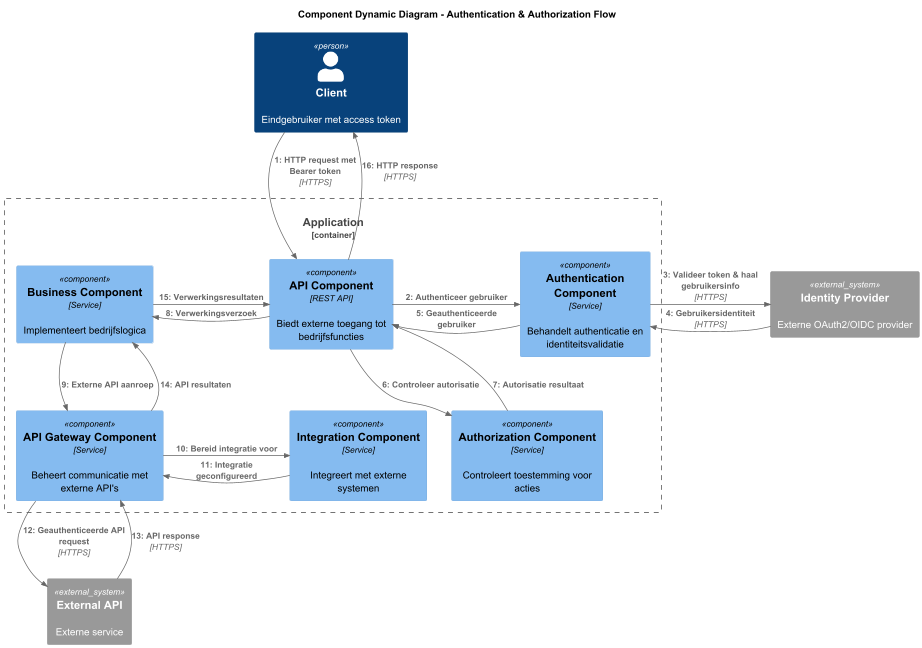 Component Dynamic Diagram - Authentication & Authorization Flow
«person»
Client
Eindgebruiker met access token
1: HTTP request met
Bearer token
[HTTPS]
16: HTTP response
[HTTPS]
Application
[container]
«component»
Business Component
[Service]
Implementeert bedrijfslogica
15: Verwerkingsresultaten
8: Verwerkingsverzoek
«component»
API Component
[REST API]
Biedt externe toegang tot
bedrijfsfuncties
2: Authenticeer gebruiker
5: Geauthenticeerde
gebruiker
«component»
Authentication
Component
[Service]
Behandelt authenticatie en
identiteitsvalidatie
3: Valideer token & haal
gebruikersinfo
[HTTPS]
4: Gebruikersidentiteit
[HTTPS]
«external_system»
Identity Provider
Externe OAuth2/OIDC provider
9: Externe API aanroep
14: API resultaten
6: Controleer autorisatie
7: Autorisatie resultaat
«component»
API Gateway Component
[Service]
Beheert communicatie met
externe API's
10: Bereid integratie voor
11: Integratie
geconfigureerd
«component»
Integration Component
[Service]
Integreert met externe
systemen
«component»
Authorization Component
[Service]
Controleert toestemming voor
acties
12: Geauthenticeerde API
request
[HTTPS]
13: API response
[HTTPS]
«external_system»
External API
Externe service